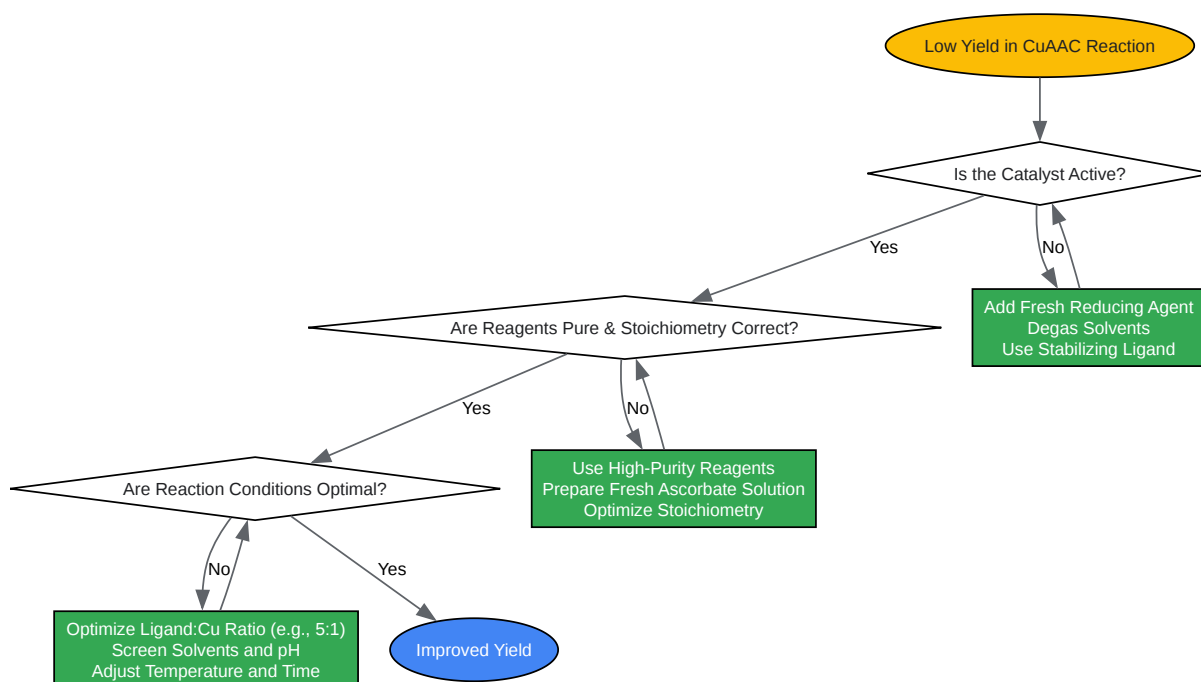 Low Yield in CuAAC Reaction
Is the Catalyst Active?
Yes
No
Add Fresh Reducing Agent
Degas Solvents
Use Stabilizing Ligand
Are Reagents Pure & Stoichiometry Correct?
Yes
No
Use High-Purity Reagents
Prepare Fresh Ascorbate Solution
Optimize Stoichiometry
Are Reaction Conditions Optimal?
No
Yes
Optimize Ligand:Cu Ratio (e.g., 5:1)
Screen Solvents and pH
Adjust Temperature and Time
Improved Yield